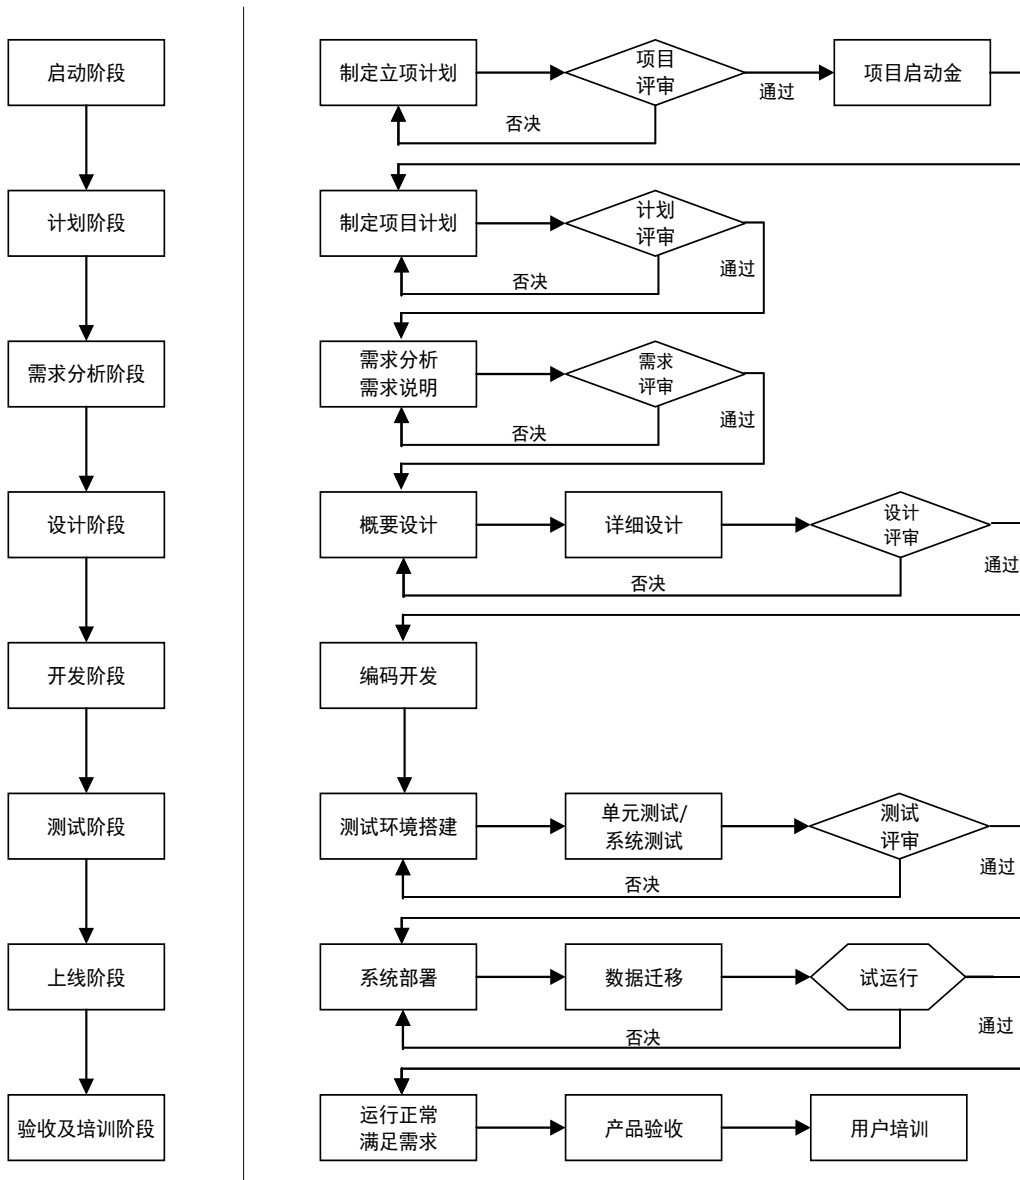 启动阶段
制定立项计划
项目
评审
通过
项目启动金
否决
计划阶段
制定项目计划
计划
评审
通过
否决
需求分析阶段
需求分析
需求说明
需求
评审
通过
否决
设计阶段
概要设计
详细设计
设计
评审
通过
否决
开发阶段
编码开发
测试阶段
测试环境搭建
单元测试/
系统测试
测试
评审
通过
否决
上线阶段
系统部署
数据迁移
试运行
通过
否决
验收及培训阶段
运行正常
满足需求
产品验收
用户培训